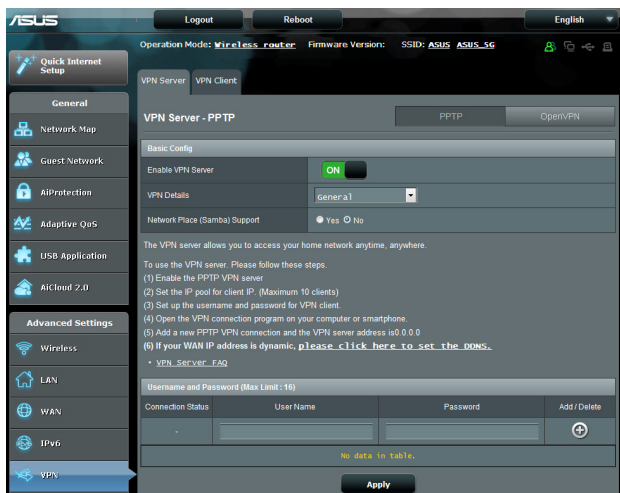 ASUS
Logout
Reboot
English
Operation Mode: Wireless router Firmware Version: SSID: ASUS ASUS_5G
Quick Internet
Setup
General
Network Map
Guest Network
AiProtection
Adaptive QoS
USB Application
AiCloud 2.0
Advanced Settings
Wireless
LAN
WAN
IPv6
VPN
VPN Server VPN Client
VPN Server - PPTP
PPTP OpenVPN
Basic Config
Enable VPN Server ON
VPN Details General
Network Place (Samba) Support Yes No
The VPN server allows you to access your home network anytime, anywhere.
To use the VPN server. Please follow these steps.
(1) Enable the PPTP VPN server
(2) Set the IP pool for client IP. (Maximum 10 clients)
(3) Set up the username and password for VPN client.
(4) Open the VPN connection program on your computer or smartphone.
(5) Add a new PPTP VPN connection and the VPN server address is0.0.0.0
(6) If your WAN IP address is dynamic, please click here to set the DDNS.
• VPN Server FAQ
Username and Password (Max Limit : 16)
Connection Status User Name Password Add / Delete
-
No data in table.
Apply